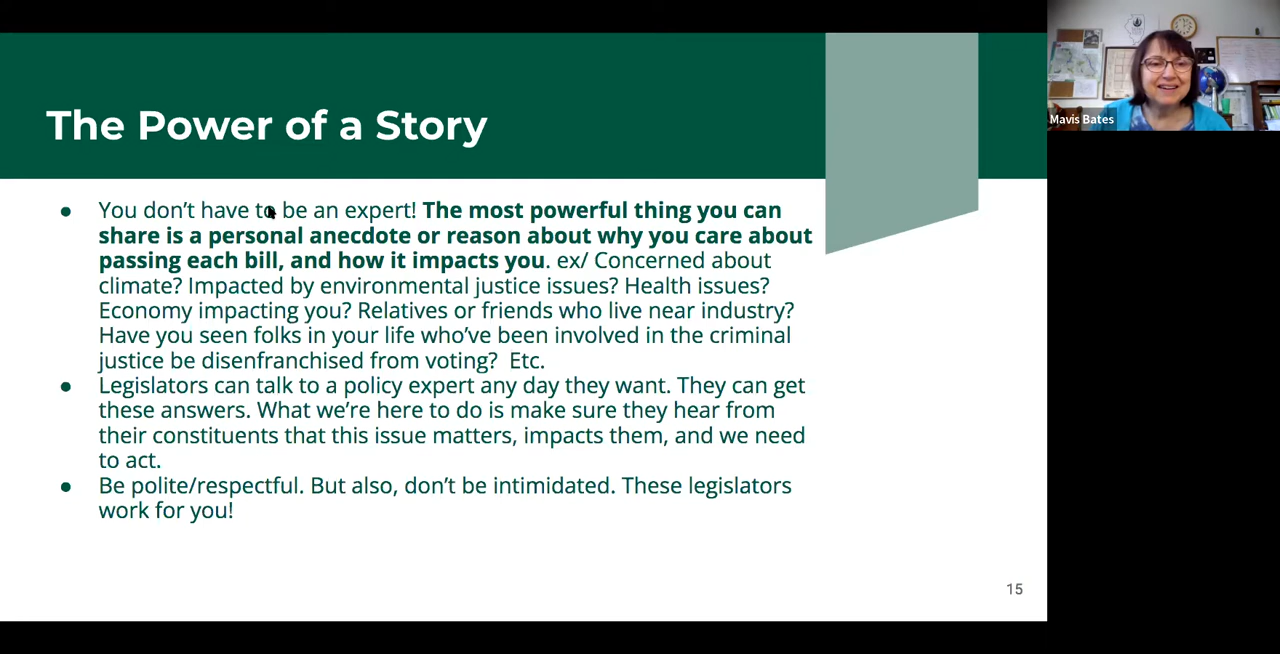 The Power of a Story
● You don't have to be an expert! The most powerful thing you can
share is a personal anecdote or reason about why you care about
passing each bill, and how it impacts you. ex/ Concerned about
climate? Impacted by environmental justice issues? Health issues?
Economy impacting you? Relatives or friends who live near industry?
Have you seen folks in your life who've been involved in the criminal
justice be disenfranchised from voting?  Etc.
● Legislators can talk to a policy expert any day they want. They can get
these answers. What we're here to do is make sure they hear from
their constituents that this issue matters, impacts them, and we need
to act.
● Be polite/respectful. But also, don't be intimidated. These legislators
work for you!
15
Mavis Bates